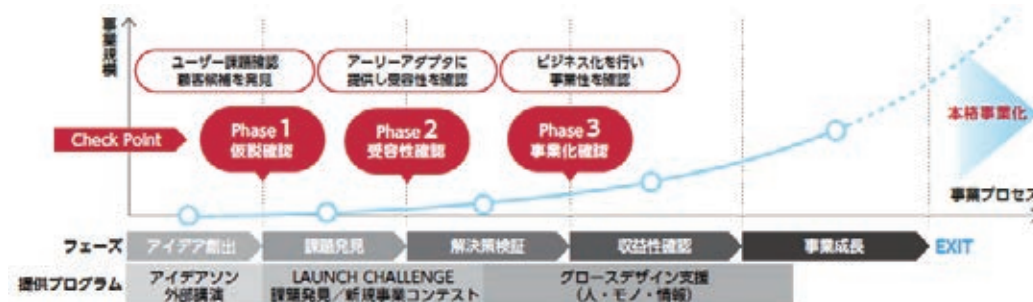 事業規模
ユーザー課題確認
顧客候補を発見
アーリーアダプタに
提供し受容性を確認
ビジネス化を行い
事業性を確認
Check Point
Phase 1
仮説確認
Phase 2
受容性確認
Phase 3
事業化確認
本格事業化
事業プロセス
フェーズ
アイデア創出
課題発見
解決策検証
収益性確認
事業成長
EXIT
提供プログラム
アイデアソン
外部講演
LAUNCH CHALLENGE
課題発見/新規事業コンテスト
グロースデザイン支援
(人・モノ・情報)